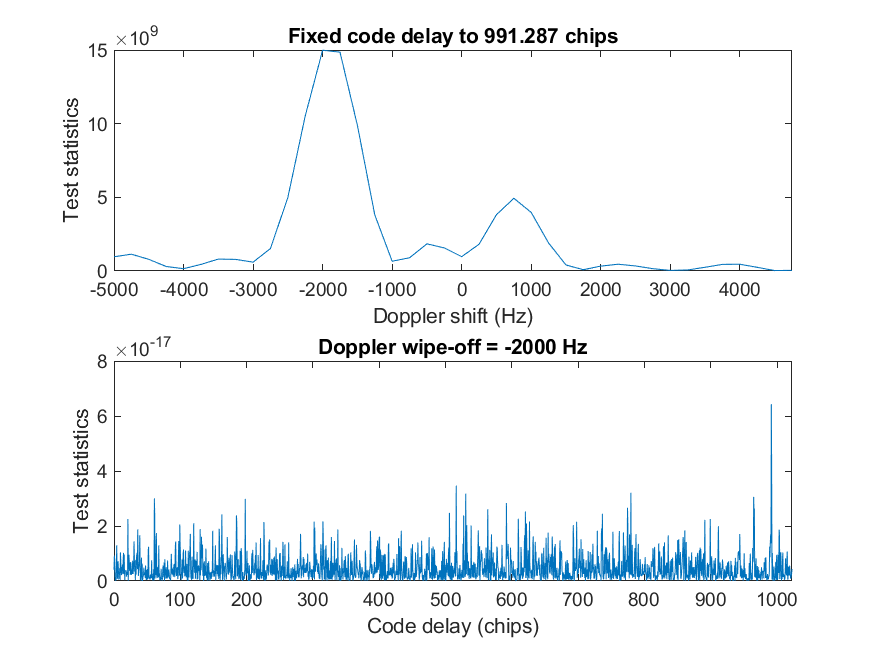 ×10^9
Fixed code delay to 991.287 chips
15
10
5
0
Test statistics
-5000 -4000 -3000 -2000 -1000 0 1000 2000 3000 4000
Doppler shift (Hz)
×10^-17
Doppler wipe-off = -2000 Hz
8
6
4
2
0
Test statistics
0 100 200 300 400 500 600 700 800 900 1000
Code delay (chips)